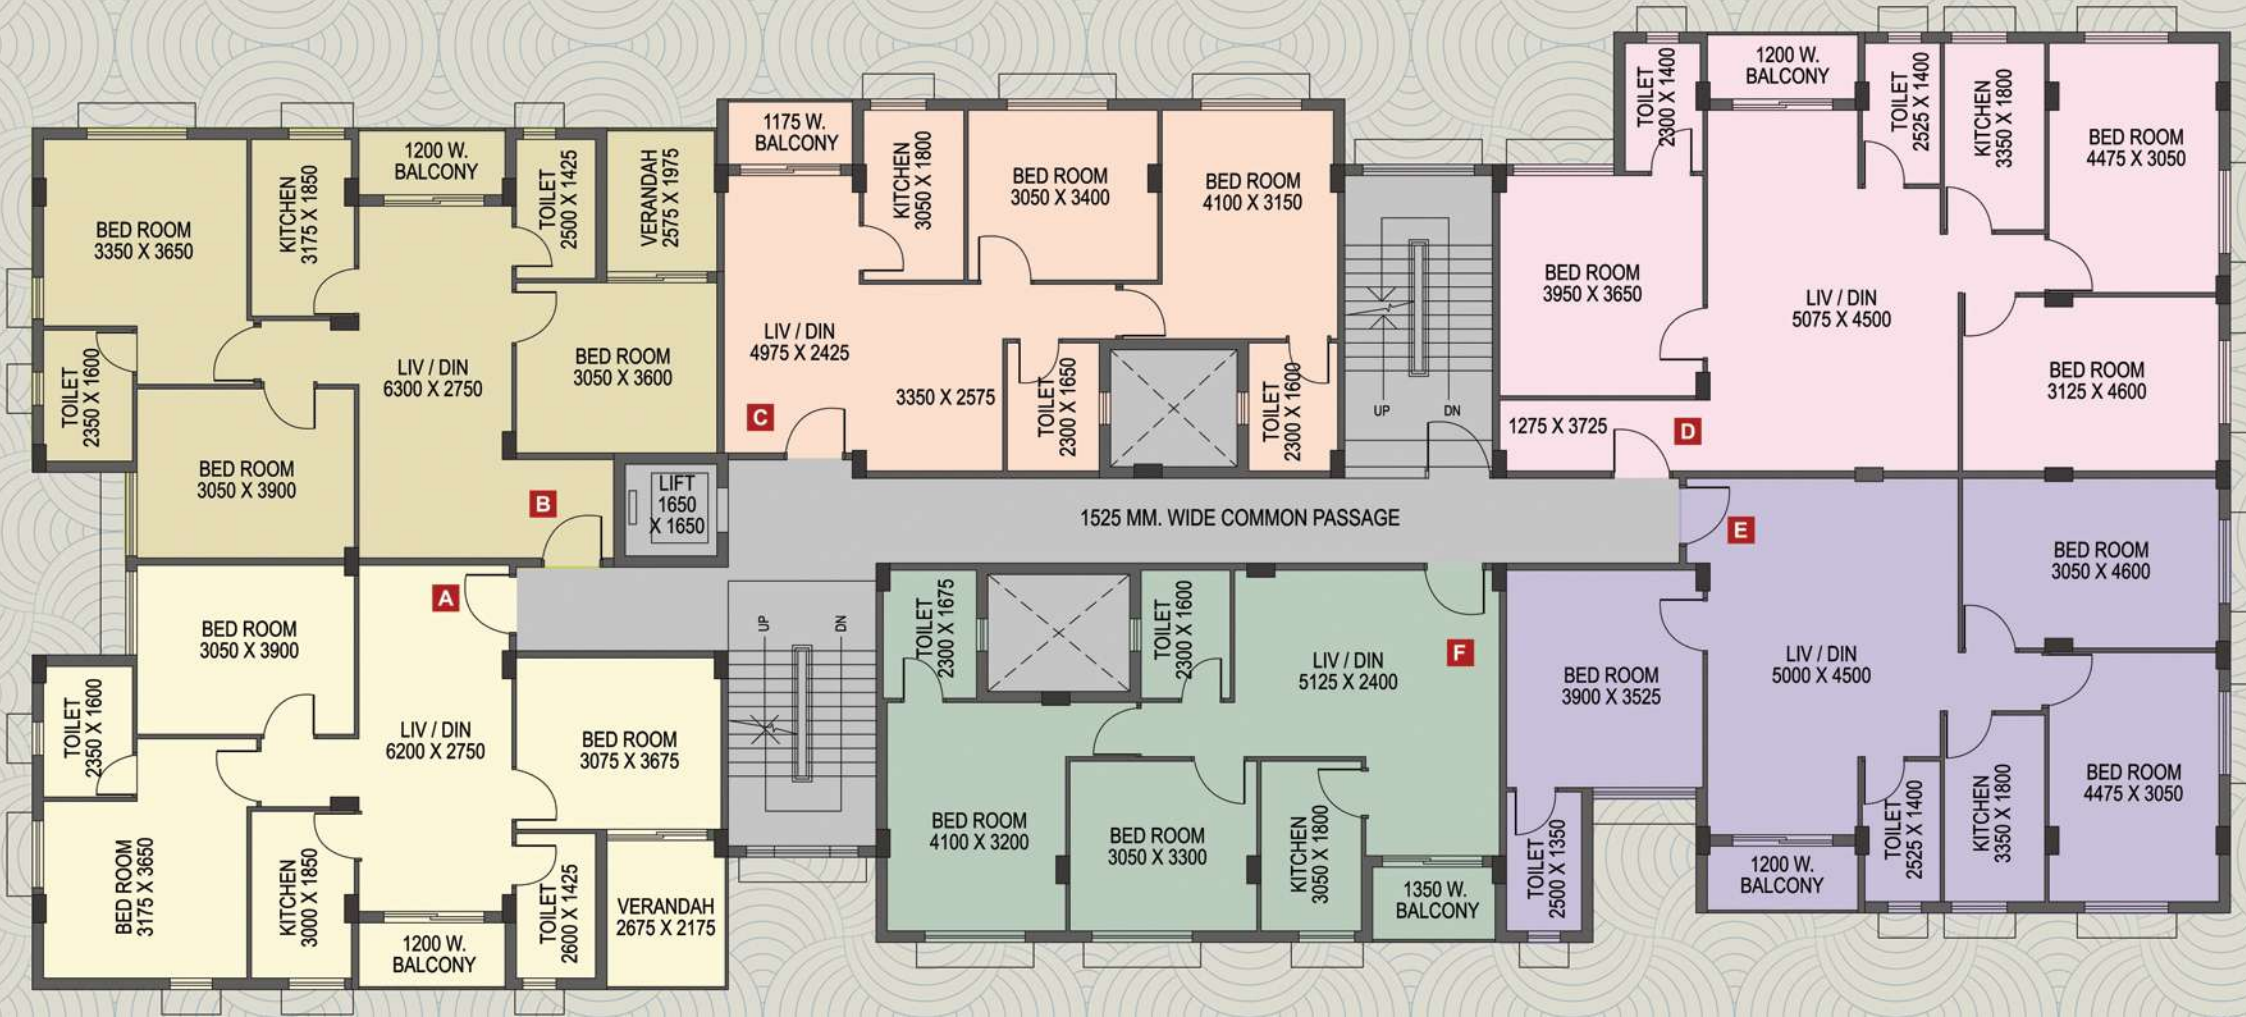 BED ROOM
3350 X 3650
KITCHEN
3175 X 1850
1200 W.
BALCONY
TOILET
2500 X 1425
VERANDAH
2575 X 1975
TOILET
2350 X 1600
LIV / DIN
6300 X 2750
BED ROOM
3050 X 3600
BED ROOM
3050 X 3900
B
LIFT
1650
X 1650
1175 W.
BALCONY
KITCHEN
3050 X 1800
BED ROOM
3050 X 3400
BED ROOM
4100 X 3150
LIV / DIN
4975 X 2425
3350 X 2575
C
TOILET
2300 X 1650
TOILET
2300 X 1600
UP
DN
TOILET
2300 X 1400
1200 W.
BALCONY
TOILET
2525 X 1400
KITCHEN
3350 X 1800
BED ROOM
4475 X 3050
BED ROOM
3950 X 3650
LIV / DIN
5075 X 4500
BED ROOM
3125 X 4600
1275 X 3725
D
1525 MM. WIDE COMMON PASSAGE
A
BED ROOM
3050 X 3900
TOILET
2350 X 1600
LIV / DIN
6200 X 2750
BED ROOM
3075 X 3675
BED ROOM
3175 X 3650
KITCHEN
3000 X 1850
1200 W.
BALCONY
TOILET
2600 X 1425
VERANDAH
2675 X 2175
UP
DN
TOILET
2300 X 1675
TOILET
2300 X 1600
LIV / DIN
5125 X 2400
F
BED ROOM
4100 X 3200
BED ROOM
3050 X 3300
KITCHEN
3050 X 1800
1350 W.
BALCONY
E
BED ROOM
3050 X 4600
BED ROOM
3900 X 3525
LIV / DIN
5000 X 4500
BED ROOM
4475 X 3050
TOILET
2500 X 1350
1200 W.
BALCONY
TOILET
2525 X 1400
KITCHEN
3350 X 1800